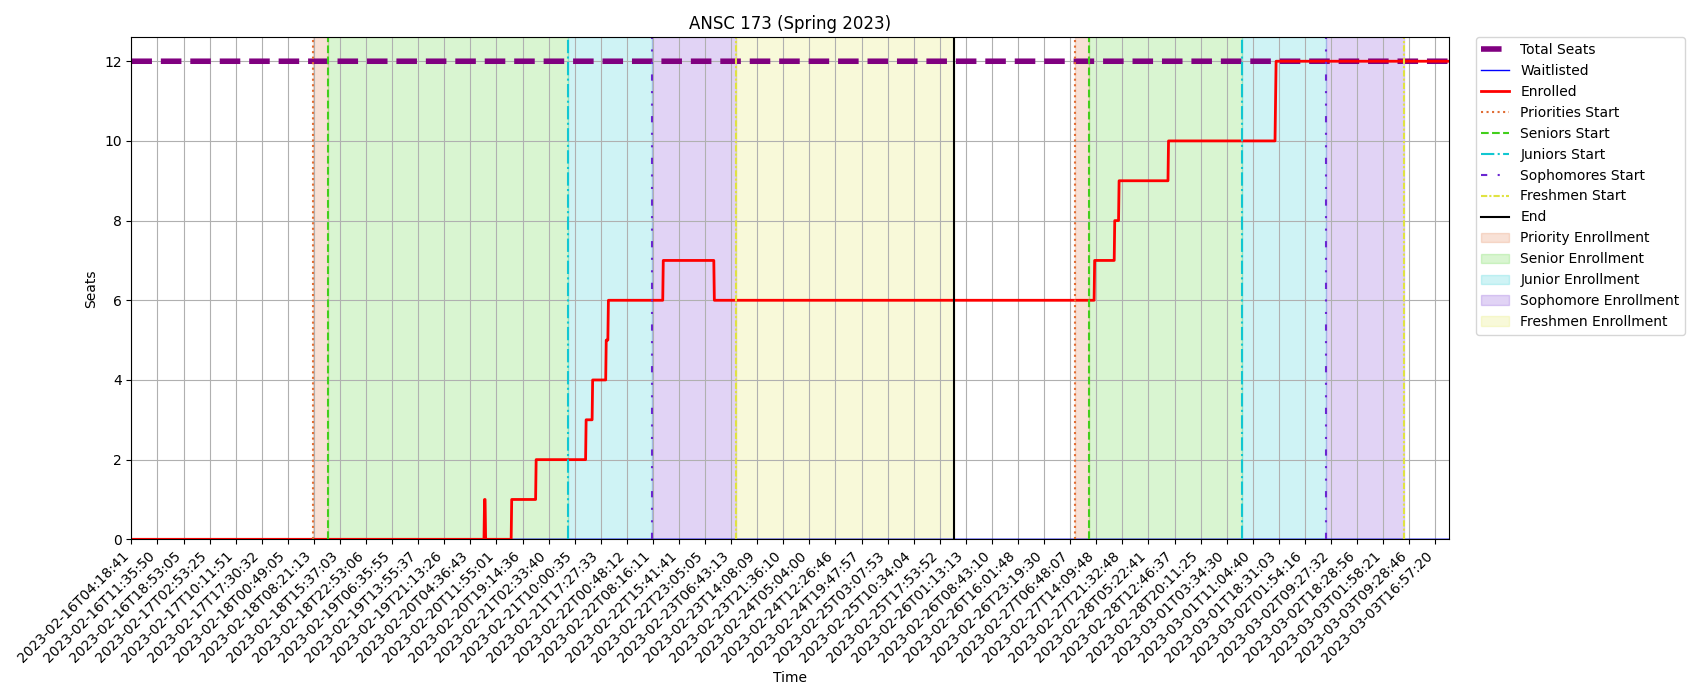 ANSC 173 (Spring 2023)
Seats
12
10
8
6
4
2
0
2023-02-16T04:18:41
2023-02-16T11:35:50
2023-02-16T18:53:05
2023-02-17T02:53:25
2023-02-17T10:11:51
2023-02-17T17:30:32
2023-02-18T00:49:05
2023-02-18T08:21:13
2023-02-18T15:37:03
2023-02-18T22:53:06
2023-02-19T06:35:55
2023-02-19T13:55:37
2023-02-19T21:13:26
2023-02-20T04:36:43
2023-02-20T11:55:01
2023-02-20T19:14:36
2023-02-21T02:33:40
2023-02-21T10:00:35
2023-02-21T17:27:33
2023-02-22T00:48:12
2023-02-22T08:16:11
2023-02-22T15:41:41
2023-02-22T23:05:05
2023-02-23T06:43:13
2023-02-23T14:08:09
2023-02-23T21:36:10
2023-02-24T05:04:00
2023-02-24T12:26:46
2023-02-24T19:47:57
2023-02-25T03:07:53
2023-02-25T10:34:04
2023-02-25T17:53:52
2023-02-26T01:13:13
2023-02-26T08:43:10
2023-02-26T16:01:48
2023-02-26T23:19:30
2023-02-27T06:48:07
2023-02-27T14:09:48
2023-02-27T21:32:48
2023-02-28T05:22:41
2023-02-28T12:46:37
2023-02-28T20:11:25
2023-03-01T03:34:30
2023-03-01T11:04:40
2023-03-01T18:31:03
2023-03-02T01:54:16
2023-03-02T09:27:32
2023-03-02T18:28:56
2023-03-03T01:58:21
2023-03-03T09:28:46
2023-03-03T16:57:20
Time
Total Seats
Waitlisted
Enrolled
Priorities Start
Seniors Start
Juniors Start
Sophomores Start
Freshmen Start
End
Priority Enrollment
Senior Enrollment
Junior Enrollment
Sophomore Enrollment
Freshmen Enrollment